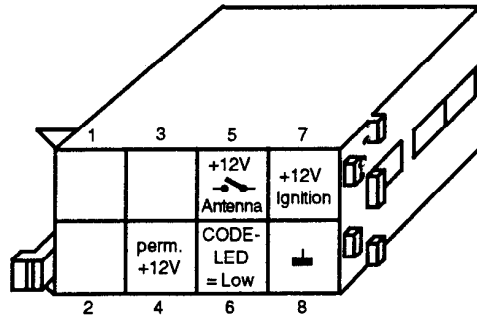 1 3 5 7
+12V
Antenna
+12V
Ignition
perm.
+12V
CODE-
LED
= Low
2 4 6 8